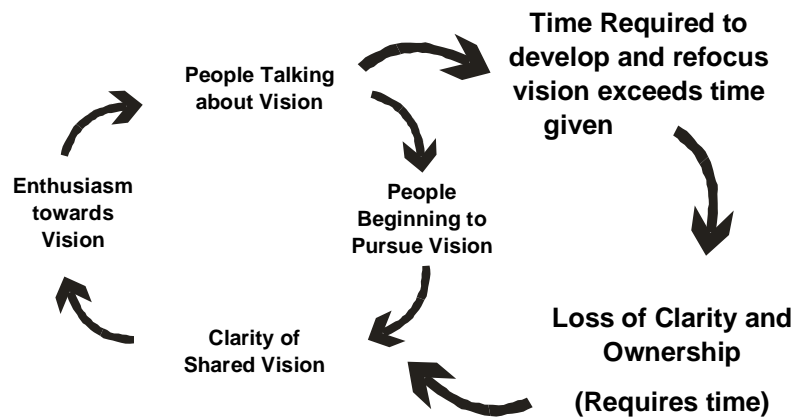 Time Required to
develop and refocus
vision exceeds time
given
People Talking
about Vision
Enthusiasm
towards
Vision
People
Beginning to
Pursue Vision
Clarity of
Shared Vision
Loss of Clarity and
Ownership
(Requires time)